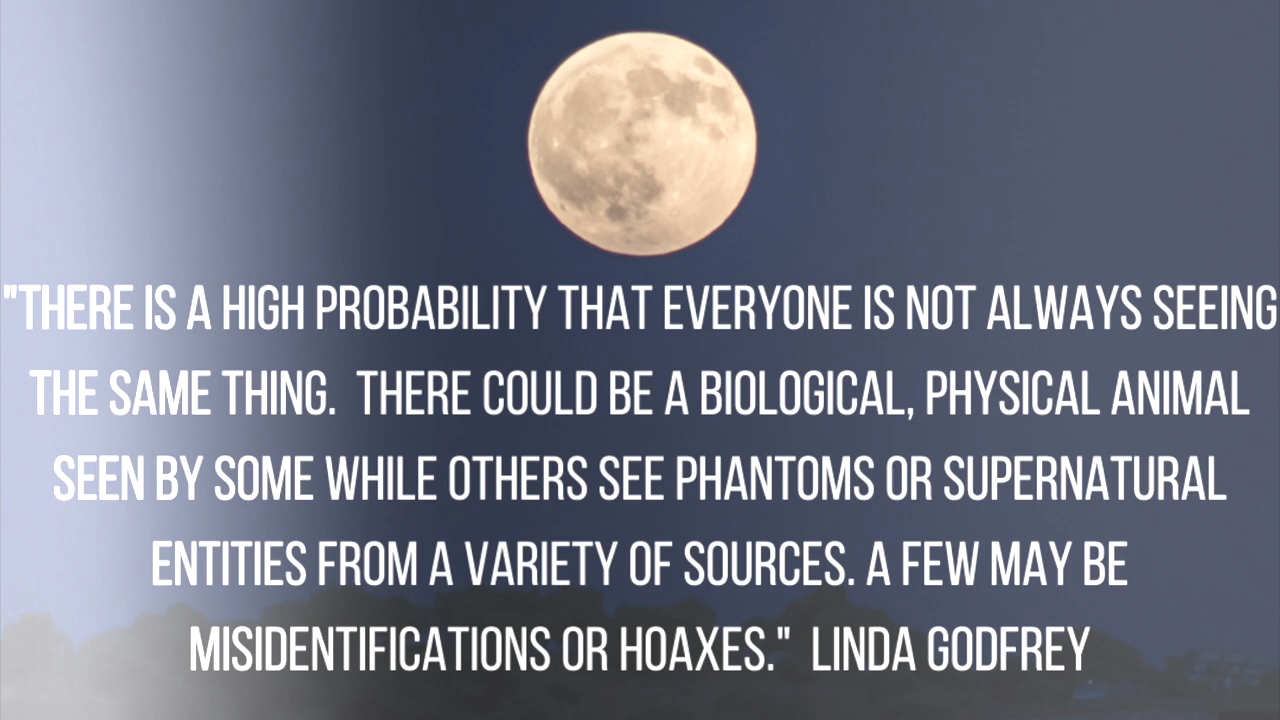 "THERE IS A HIGH PROBABILITY THAT EVERYONE IS NOT ALWAYS SEEING
THE SAME THING.  THERE COULD BE A BIOLOGICAL, PHYSICAL ANIMAL
SEEN BY SOME WHILE OTHERS SEE PHANTOMS OR SUPERNATURAL
ENTITIES FROM A VARIETY OF SOURCES. A FEW MAY BE
MISIDENTIFICATIONS OR HOAXES."  LINDA GODFREY